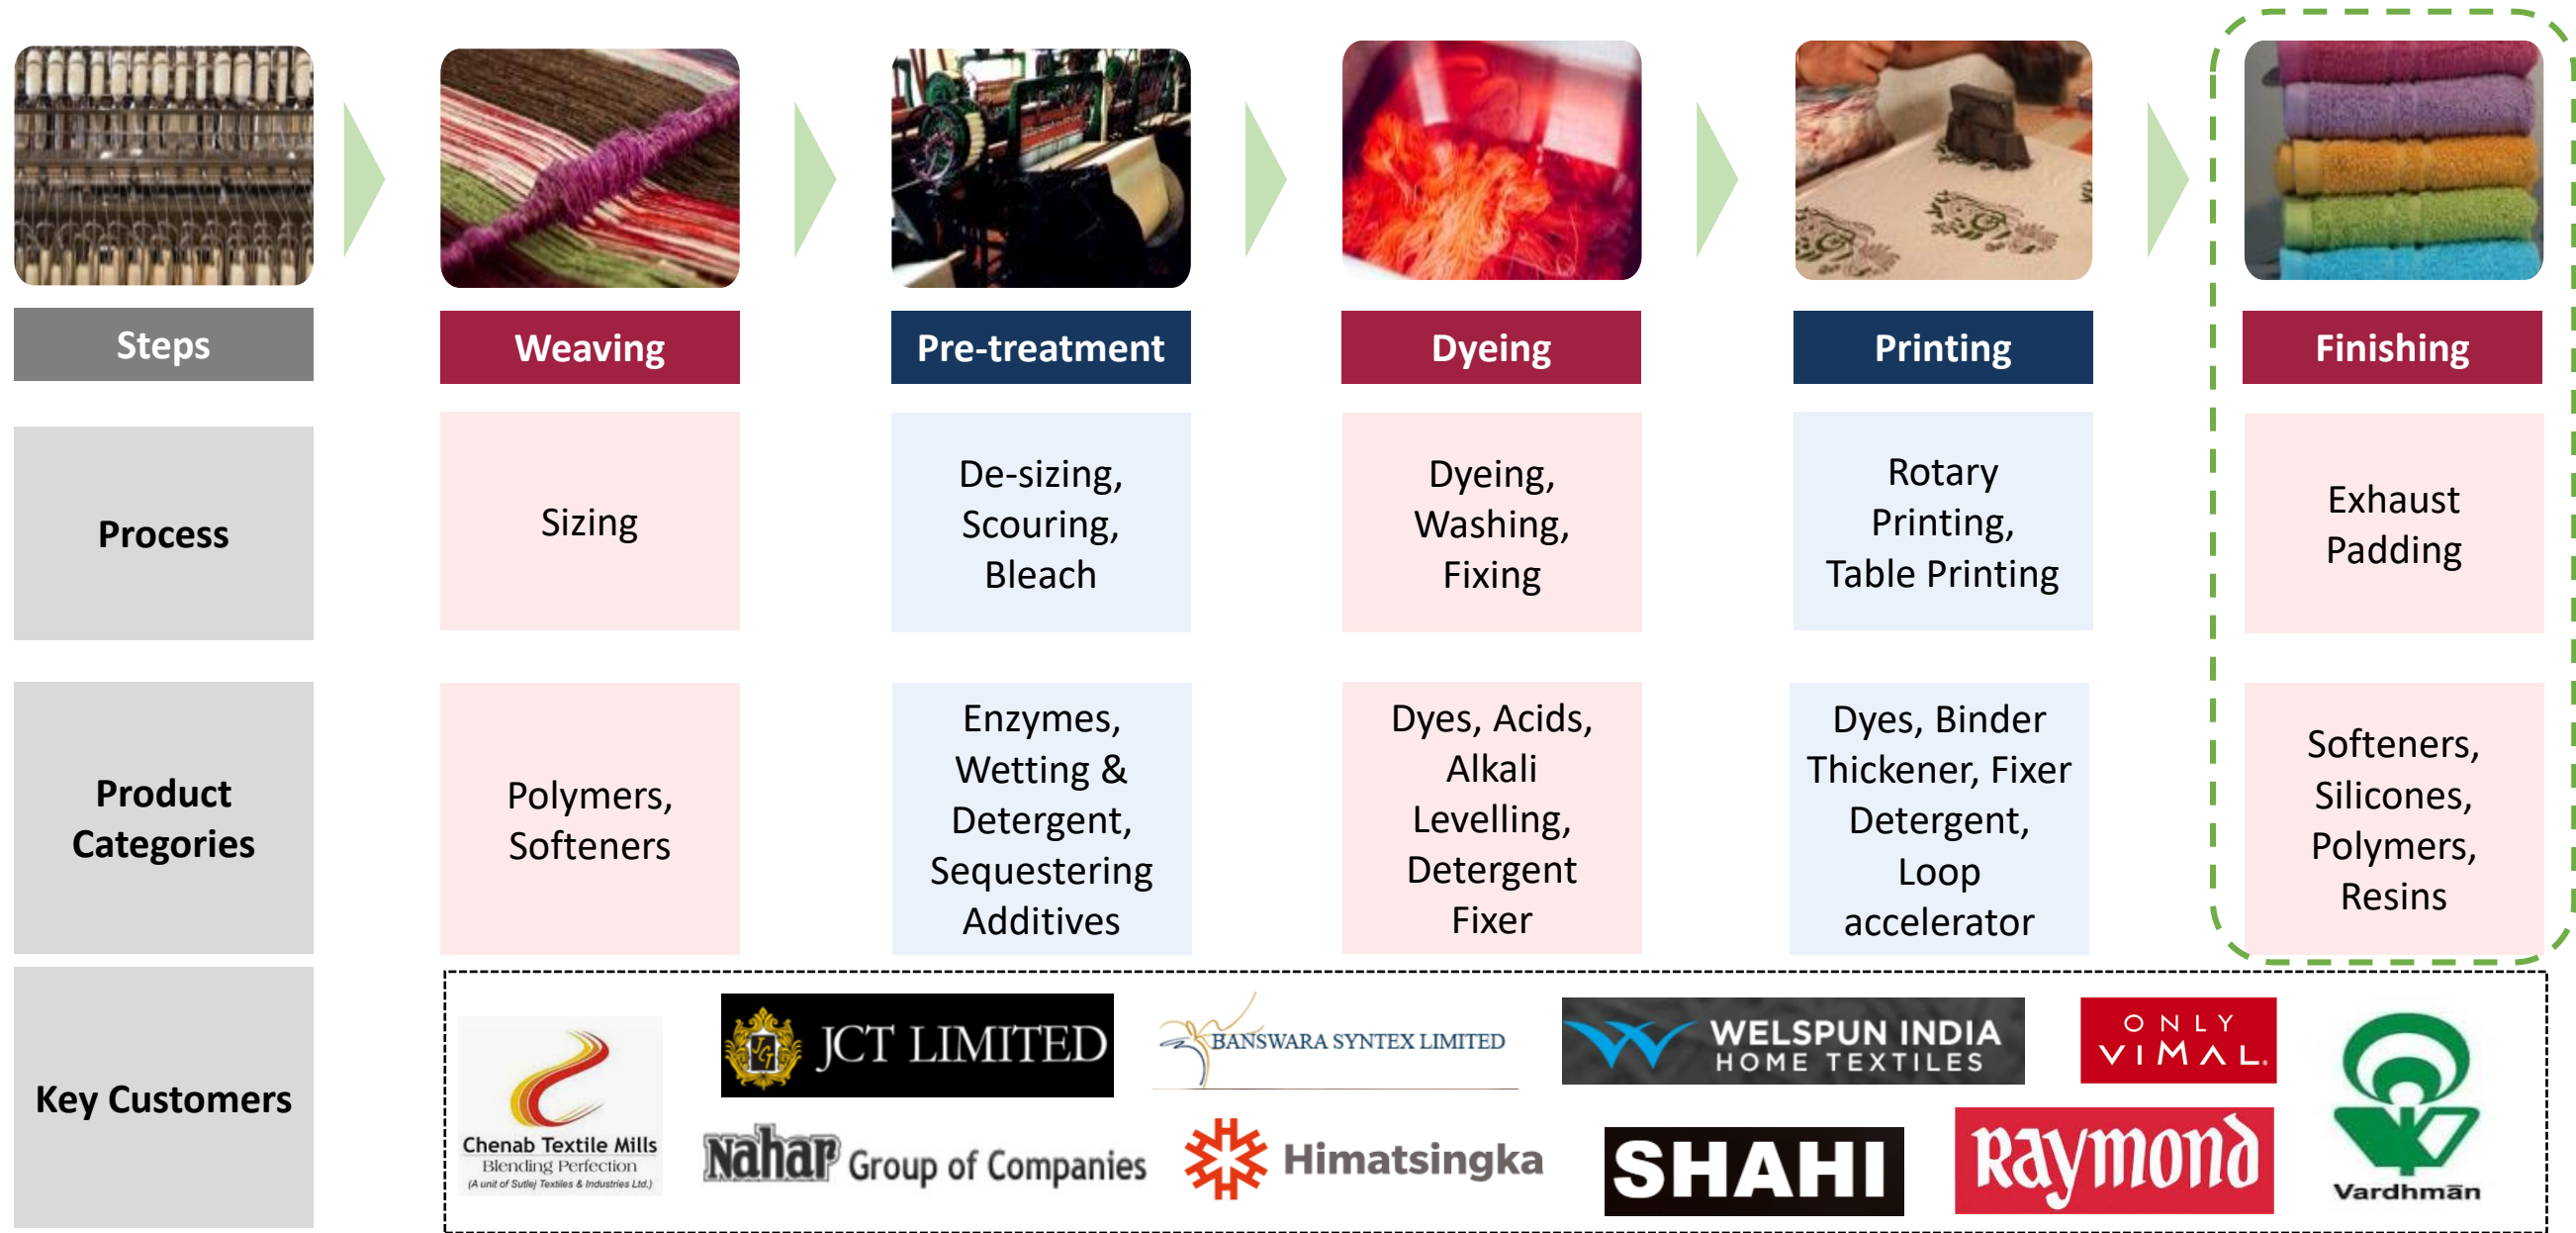 Steps
Weaving
Pre-treatment
Dyeing
Printing
Finishing
Process
Sizing
De-sizing,
Scouring,
Bleach
Dyeing,
Washing,
Fixing
Rotary
Printing,
Table Printing
Exhaust
Padding
Product
Categories
Polymers,
Softeners
Enzymes,
Wetting &
Detergent,
Sequestering
Additives
Dyes, Acids,
Alkali
Levelling,
Detergent
Fixer
Dyes, Binder
Thickener, Fixer
Detergent,
Loop
accelerator
Softeners,
Silicones,
Polymers,
Resins
Key Customers
Chenab Textile Mills
Blending Perfection
(A unit of Sutlej Textiles & Industries Ltd.)
JCT
JCT LIMITED
BANSWARA SYNTEX LIMITED
WELSPUN INDIA
HOME TEXTILES
ONLY
VIMAL.
Nahar Group of Companies
Himatsingka
SHAHI
Raymond
Vardhmān